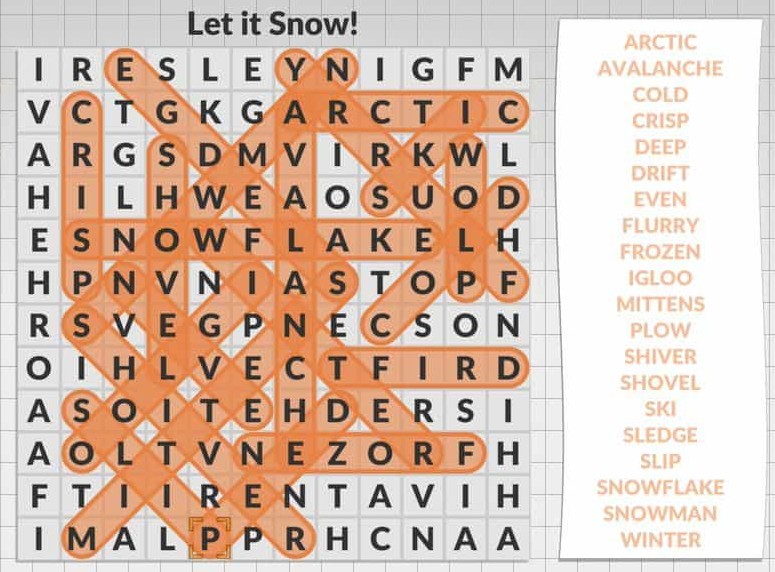 Let it Snow!
I R E S L E Y N I G F M
V C T G K G A R C T I C
A R G S D M V I R K W L
H I L H W E A O S U O D
E S N O W F L A K E L H
H P N V N I A S T O P F
R S V E G P N E C S O N
O I H L V E C T F I R D
A S O I T E H D E R S I
A O L T V N E Z O R F H
F T I I R E N T A V I H
I M A L P P R H C N A A
ARCTIC
AVALANCHE
COLD
CRISP
DEEP
DRIFT
EVEN
FLURRY
FROZEN
IGLOO
MITTENS
PLOW
SHIVER
SHOVEL
SKI
SLEDGE
SLIP
SNOWFLAKE
SNOWMAN
WINTER